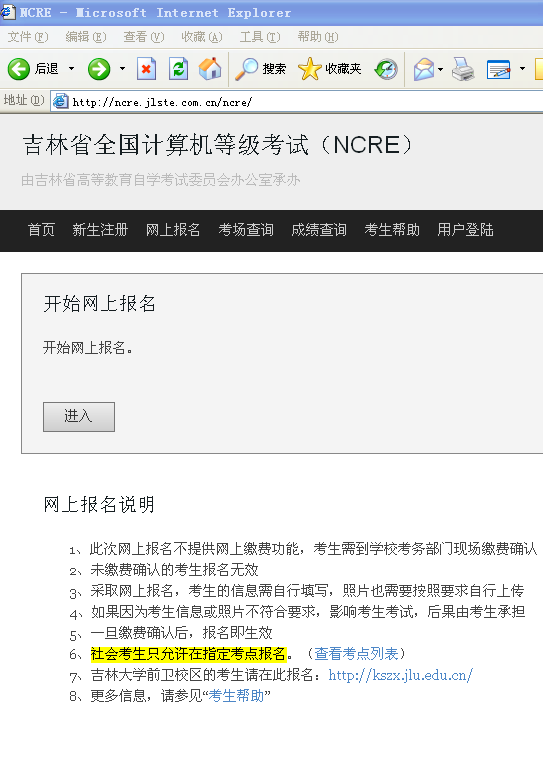 NCRE - Microsoft Internet Explorer
文件(F) 编辑(E) 查看(V) 收藏(A) 工具(T) 帮助(H)
后退 搜索 收藏夹
地址(D) http://ncre.jlste.com.cn/ncre/
吉林省全国计算机等级考试（NCRE）
由吉林省高等教育自学考试委员会办公室承办
首页 新生注册 网上报名 考场查询 成绩查询 考生帮助 用户登陆
开始网上报名
开始网上报名。
进入
网上报名说明
1、此次网上报名不提供网上缴费功能，考生需到学校考务部门现场缴费确认
2、未缴费确认的考生报名无效
3、采取网上报名，考生的信息需自行填写，照片也需要按照要求自行上传
4、如果因为考生信息或照片不符合要求，影响考生考试，后果由考生承担
5、一旦缴费确认后，报名即生效
6、社会考生只允许在指定考点报名。（查看考点列表）
7、吉林大学前卫校区的考生请在此报名：http://kszx.jlu.edu.cn/
8、更多信息，请参见“考生帮助”